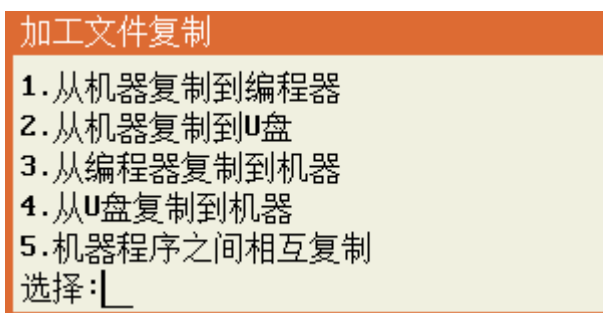 加工文件复制
1.从机器复制到编程器
2.从机器复制到U盘
3.从编程器复制到机器
4.从U盘复制到机器
5.机器程序之间相互复制
选择: